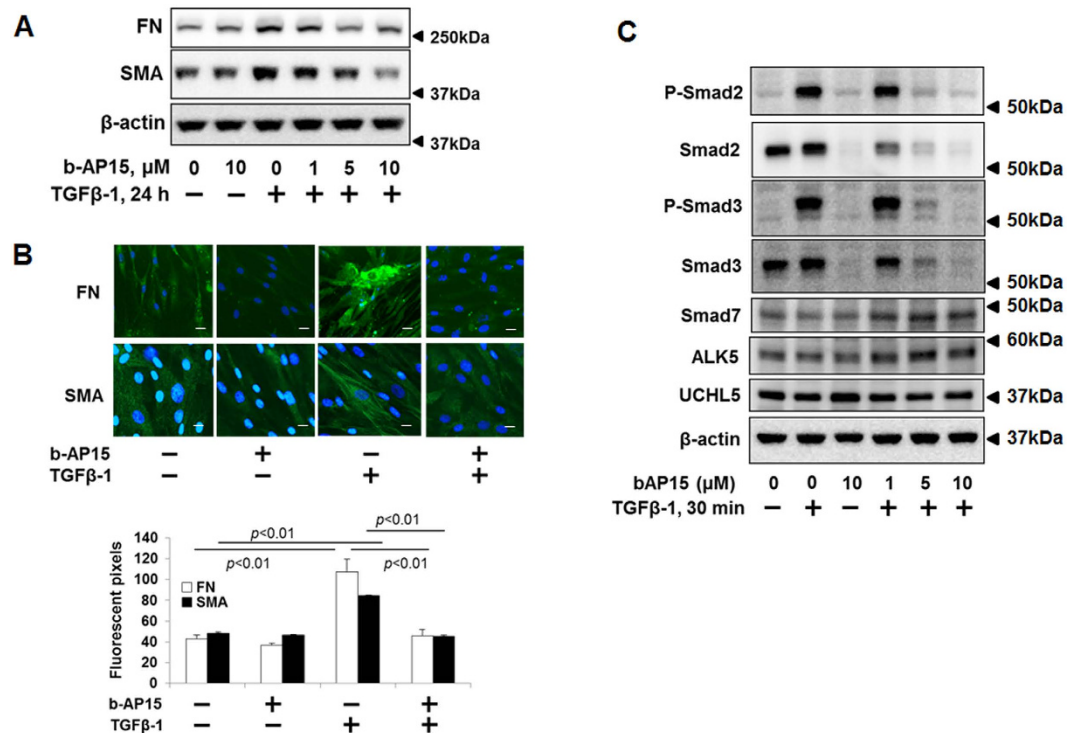 A
FN
250kDa
SMA
37kDa
β-actin
37kDa
b-AP15, µM 0 10 0 1 5 10
TGFβ-1, 24 h − − + + + +
B
FN
SMA
b-AP15 − + − +
TGFβ-1 − − + +
p<0.01
p<0.01
p<0.01 p<0.01
Fluorescent pixels
140
120
100
80
60
40
20
0
FN
SMA
b-AP15 − + − +
TGFβ-1 − − + +
C
P-Smad2
50kDa
Smad2
50kDa
P-Smad3
50kDa
Smad3
50kDa
Smad7 50kDa
ALK5 60kDa
UCHL5 37kDa
β-actin 37kDa
bAP15 (µM) 0 0 10 1 5 10
TGFβ-1, 30 min − + − + + +